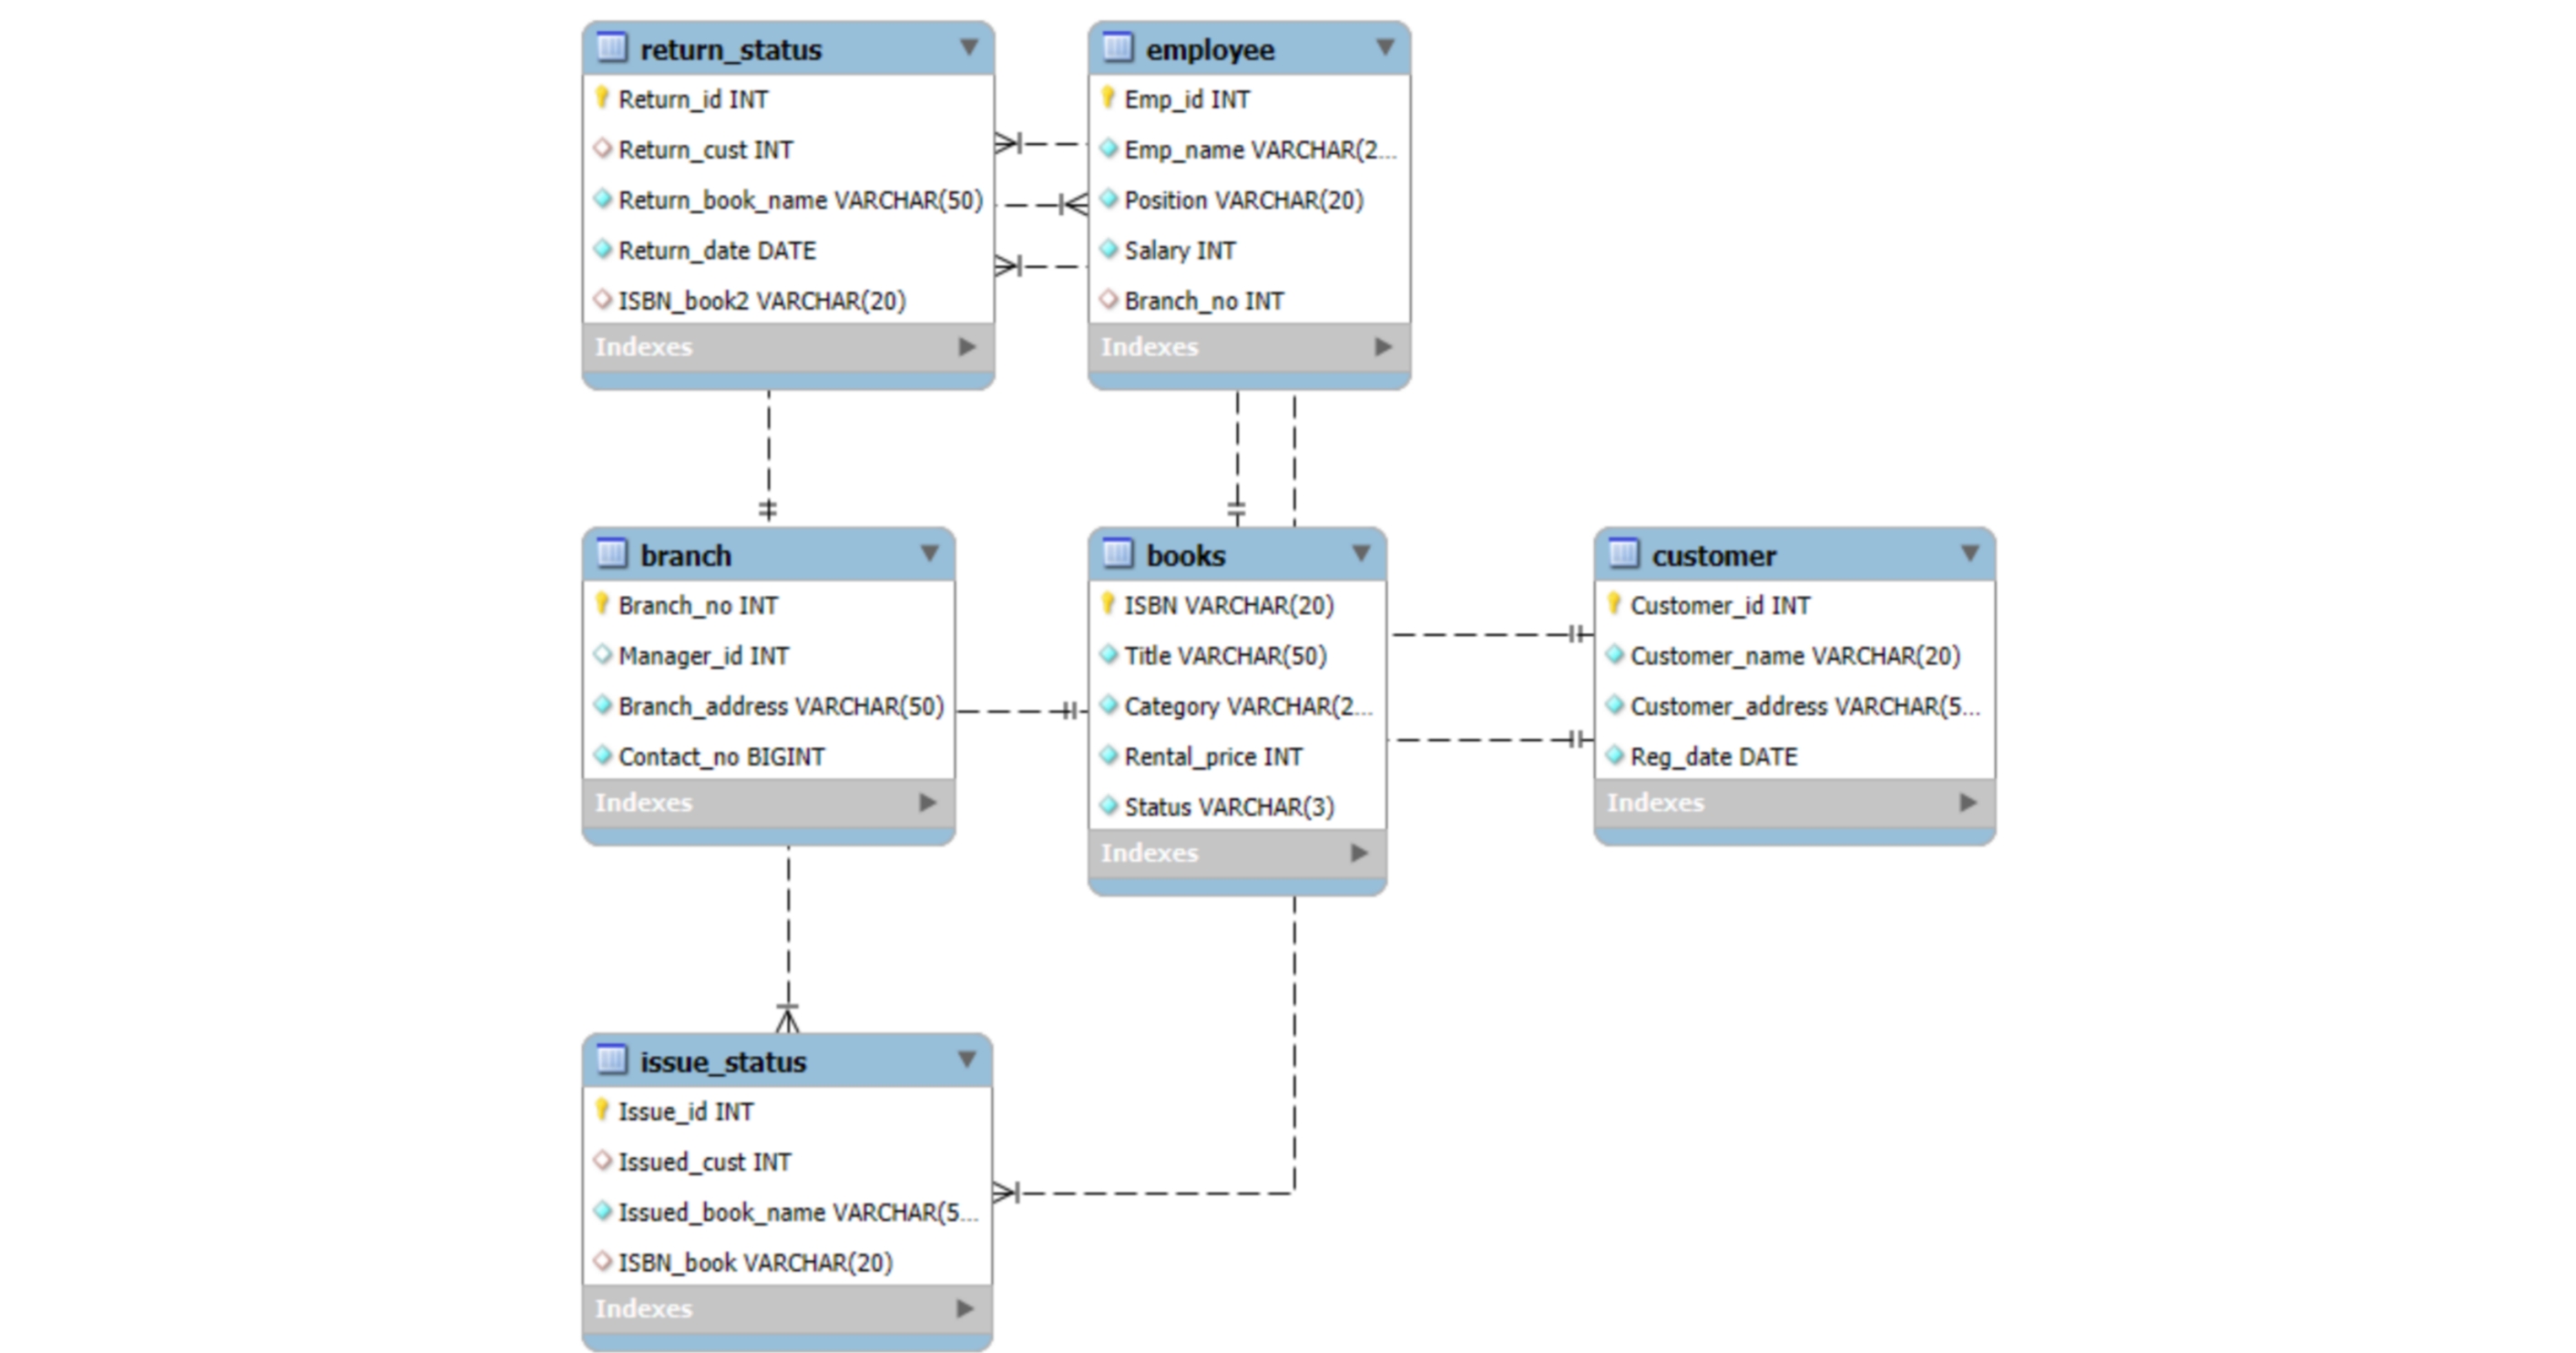 return_status
Return_id INT
Return_cust INT
Return_book_name VARCHAR(50)
Return_date DATE
ISBN_book2 VARCHAR(20)
Indexes
employee
Emp_id INT
Emp_name VARCHAR(2...
Position VARCHAR(20)
Salary INT
Branch_no INT
Indexes
branch
Branch_no INT
Manager_id INT
Branch_address VARCHAR(50)
Contact_no BIGINT
Indexes
books
ISBN VARCHAR(20)
Title VARCHAR(50)
Category VARCHAR(2...
Rental_price INT
Status VARCHAR(3)
Indexes
customer
Customer_id INT
Customer_name VARCHAR(20)
Customer_address VARCHAR(5...
Reg_date DATE
Indexes
issue_status
Issue_id INT
Issued_cust INT
Issued_book_name VARCHAR(5...
ISBN_book VARCHAR(20)
Indexes